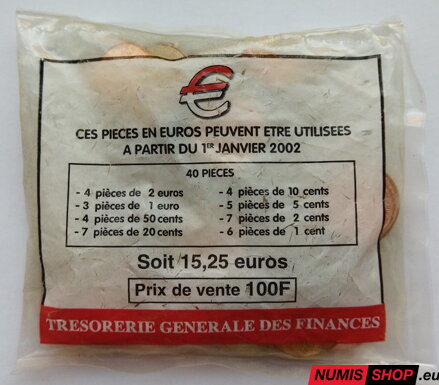 €
CES PIECES EN EUROS PEUVENT ETRE UTILISEES
A PARTIR DU 1ER JANVIER 2002
40 PIECES
- 4 pièces de 2 euros
- 3 pièces de 1 euro
- 4 pièces de 50 cents
- 7 pièces de 20 cents
- 4 pièces de 10 cents
- 5 pièces de 5 cents
- 7 pièces de 2 cents
- 6 pièces de 1 cent
Soit 15,25 euros
Prix de vente 100F
TRESORERIE GENERALE DES FINANCES
NUMIS SHOP.eu